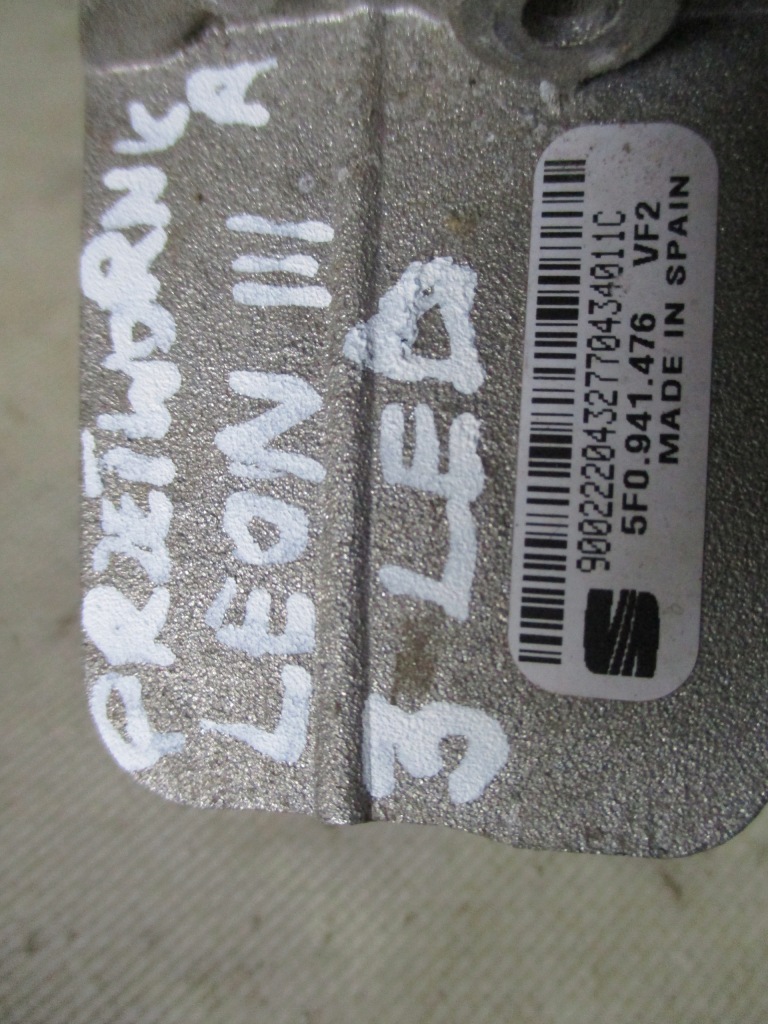 PRZETWORNICA
LEON III
3 LED
9002220432770434011C
5F0.941.476 VF2
MADE IN SPAIN